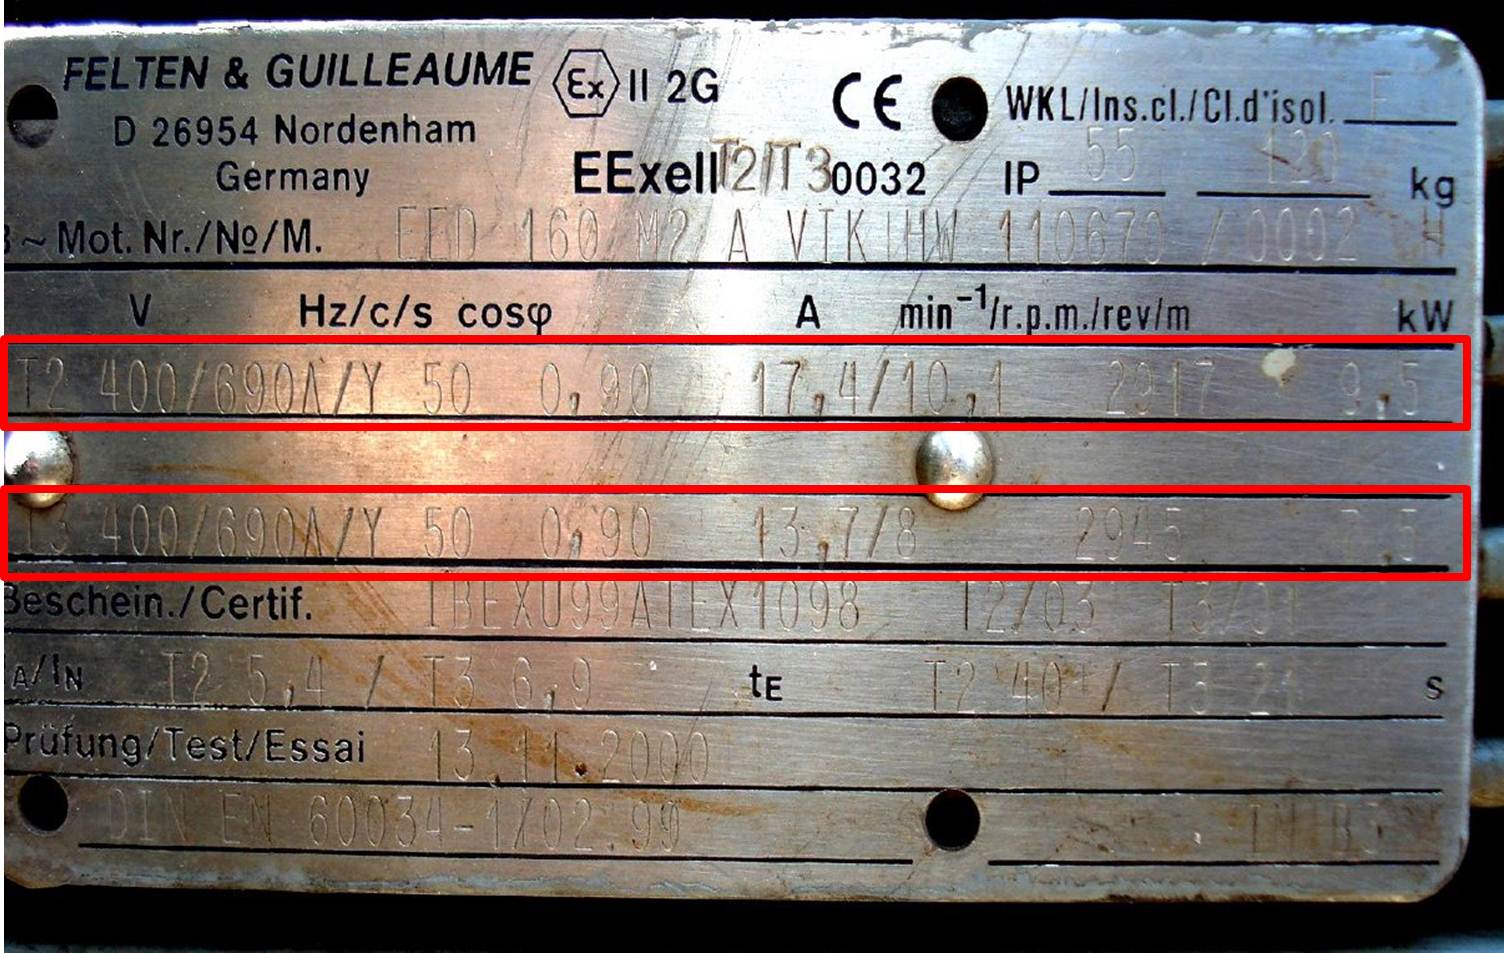 FELTEN & GUILLEAUME Ex II 2G CE WKL/Ins.cl./Cl.d'isol. F
D 26954 Nordenham
Germany EExeII T2/T3 0032 IP 55 120 kg
~ Mot. Nr./No/M. EED 160 M2 A VIK HW 110670 / 0002 H
V Hz/c/s cosφ A min⁻¹/r.p.m./rev/m kW
T2 400/690Δ/Y 50 0,90 17,4/10,1 2917 9,5
T3 400/690Δ/Y 50 0,90 13,7/8 2945 7,5
Beschein./Certif. IBEXU99ATEX1098 T2/03 T3/01
IA/IN T2 5,4 / T3 6,9 tE T2 40 / T3 21 s
Prüfung/Test/Essai 13.11.2000
DIN EN 60034-1/02.99 IM B3